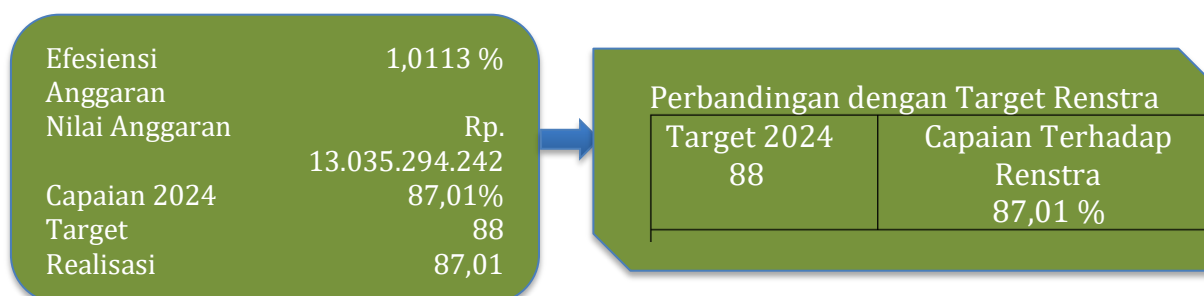 Efesiensi 1,0113 %
Anggaran
Nilai Anggaran Rp.
13.035.294.242
Capaian 2024 87,01%
Target 88
Realisasi 87,01
Perbandingan dengan Target Renstra
Target 2024 Capaian Terhadap
88 Renstra
87,01 %